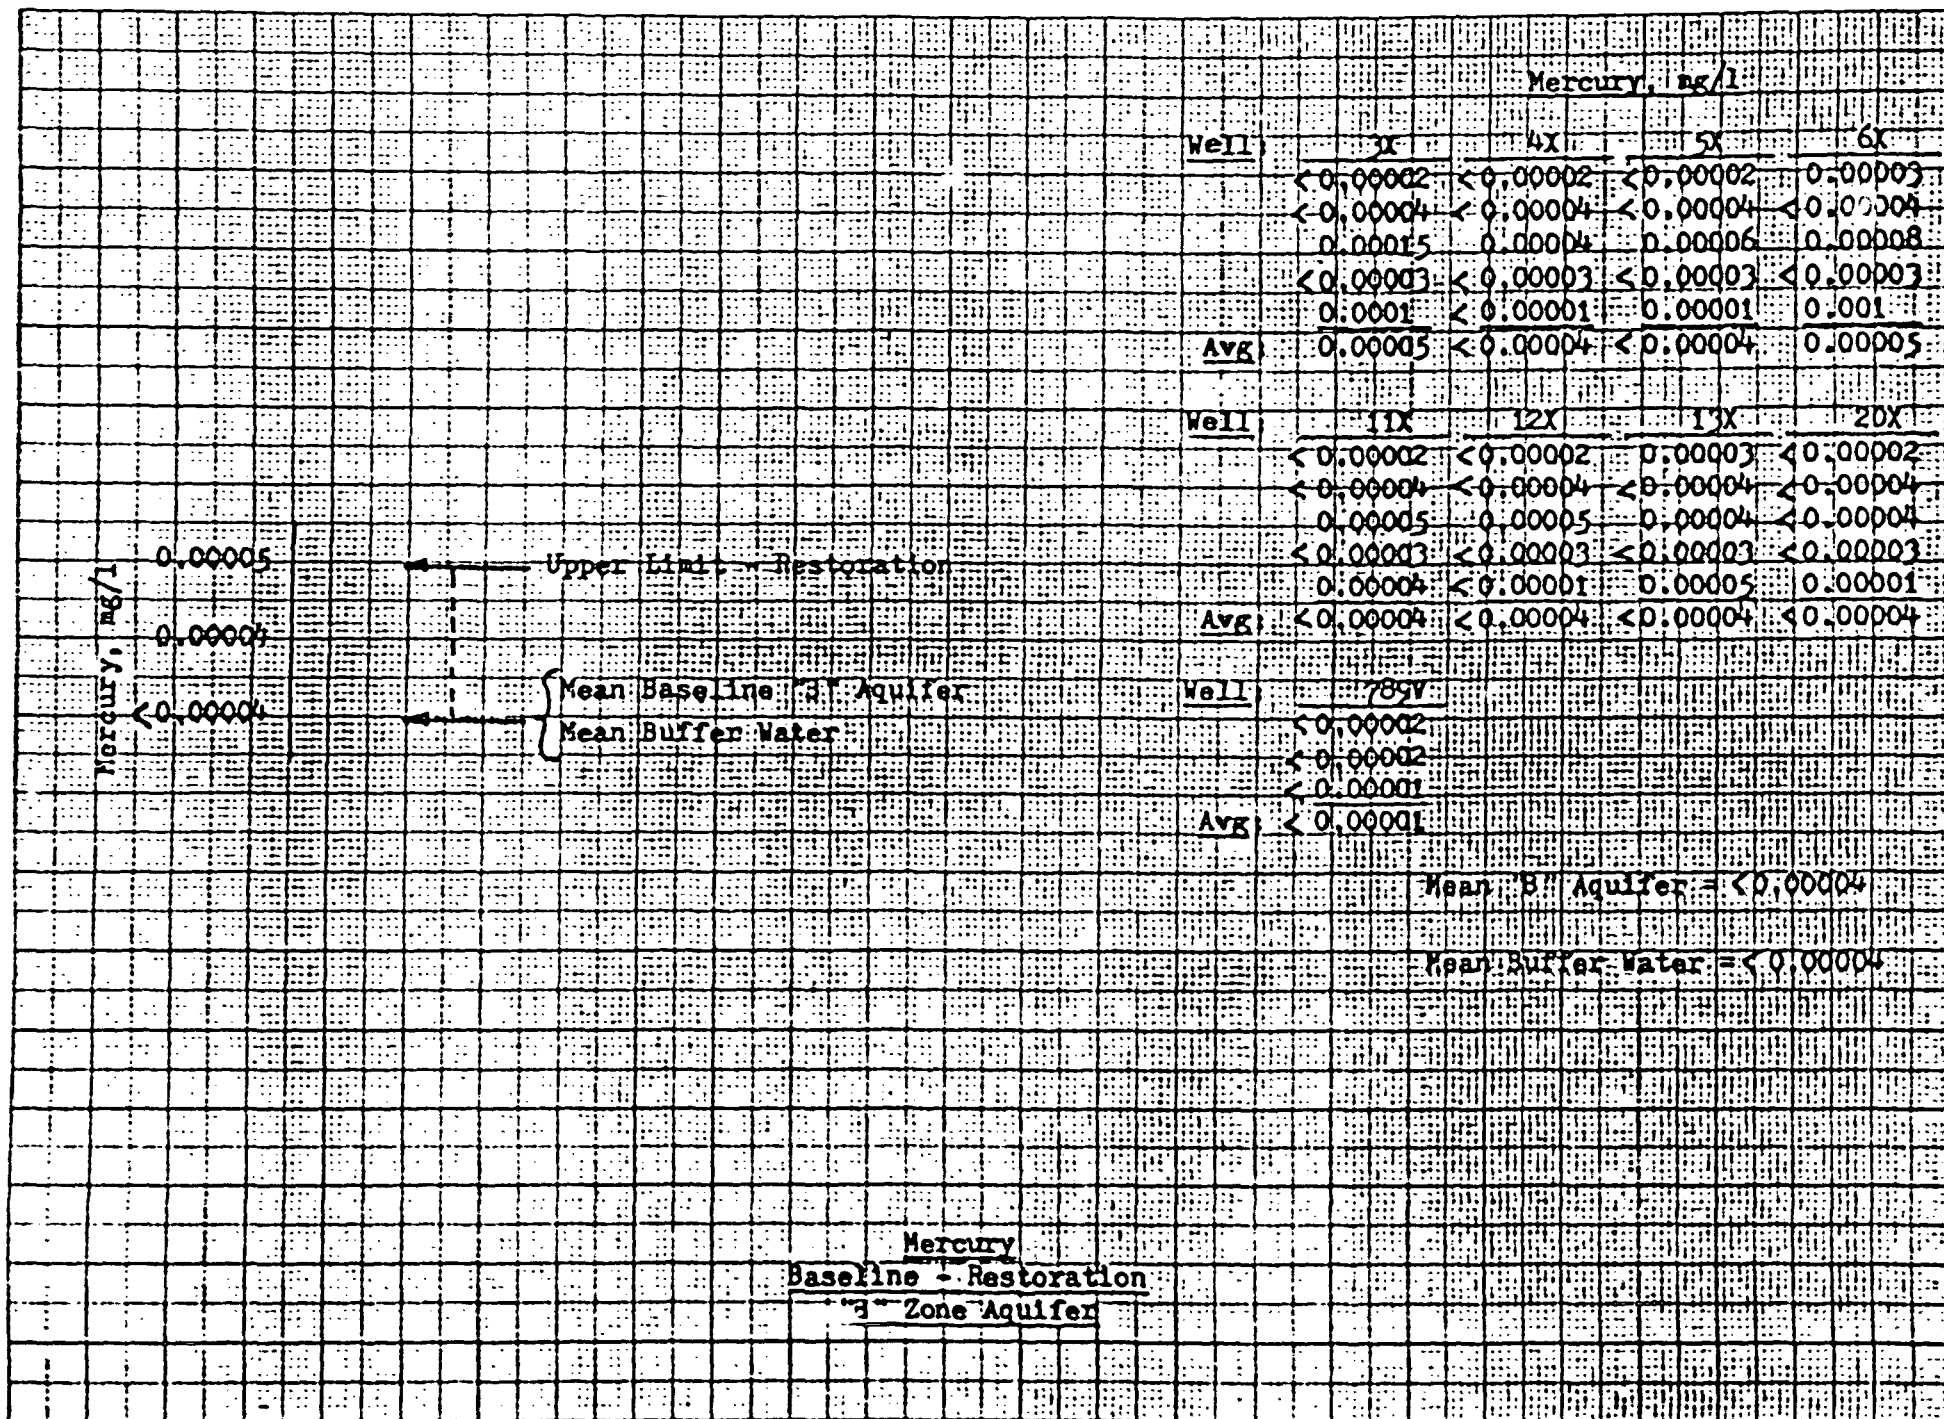 Mercury, mg/l
Well: 3X 4X 5X 6X
<0.00002 <0.00002 <0.00002 0.00003
<0.00004 <0.00004 <0.00004 <0.00004
0.00015 0.00004 0.00006 0.00008
<0.00003 <0.00003 <0.00003 <0.00003
0.0001 <0.00001 0.00001 0.001
Avg: 0.00005 <0.00004 <0.00004 0.00005
Well: 11X 12X 13X 20X
<0.00002 <0.00002 0.00003 <0.00002
<0.00004 <0.00004 <0.00004 <0.00004
0.00005 0.00005 0.00004 <0.00004
<0.00003 <0.00003 <0.00003 <0.00003
0.00004 <0.00001 0.00005 0.00001
Avg: <0.00004 <0.00004 <0.00004 <0.00004
Well: 789V
<0.00002
<0.00002
<0.00001
Avg: <0.00001
Mean "B" Aquifer = <0.00004
Mean Buffer Water = <0.00004
Mercury, mg/l
0.00005
0.00004
<0.00004
Upper Limit - Restoration
Mean Baseline "B" Aquifer
Mean Buffer Water
Mercury
Baseline - Restoration
"B" Zone Aquifer